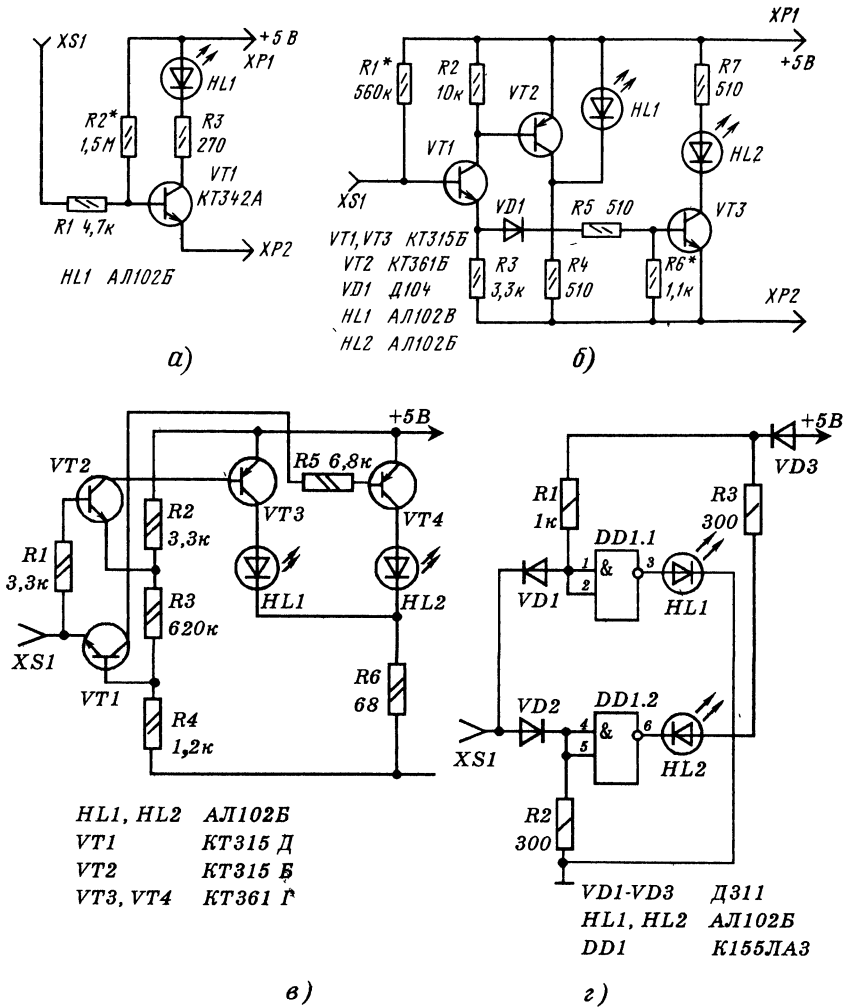 XS1
+5 В
XP1
HL1
R2*
1,5М
R3
270
VT1
КТ342А
R1 4,7к
XP2
HL1 АЛ102Б
а)
XP1
+5В
R1*
560к
R2
10к
VT2
HL1
R7
510
HL2
VT1
XS1
VD1
R5 510
VT3
R3
3,3к
R4
510
R6*
1,1к
XP2
VT1, VT3 КТ315Б
VT2 КТ361Б
VD1 Д104
HL1 АЛ102В
HL2 АЛ102Б
б)
+5В
VT2
R5 6,8к
VT3
VT4
R2
3,3к
R1
3,3к
HL1
HL2
R3
620к
XS1
VT1
R6
68
R4
1,2к
HL1, HL2 АЛ102Б
VT1 КТ315 Д
VT2 КТ315 Б
VT3, VT4 КТ361 Г
в)
+5В
VD3
R1
1к
R3
300
DD1.1
1
&
3
2
VD1
HL1
DD1.2
VD2
4
&
6
5
XS1
HL2
R2
300
VD1-VD3 Д311
HL1, HL2 АЛ102Б
DD1 К155ЛА3
г)